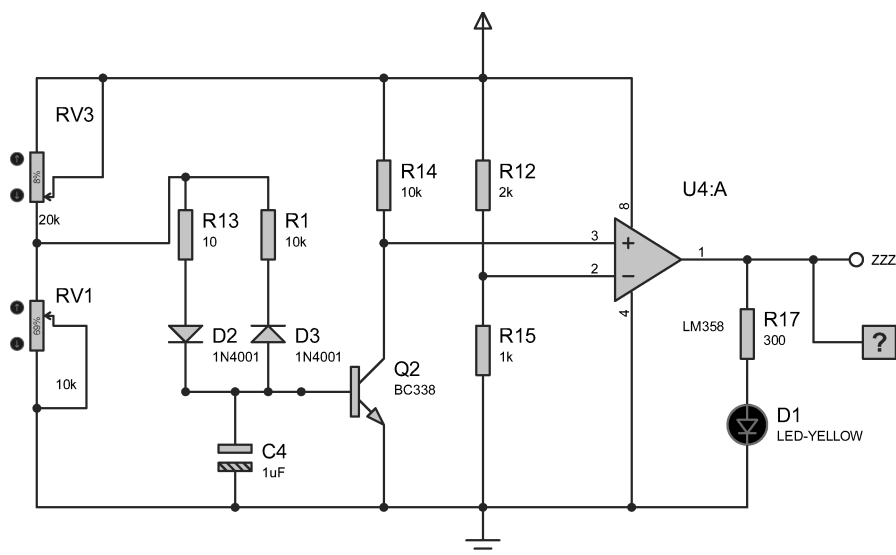 RV3
8%
20k
RV1
69%
10k
R13
10
R1
10k
D2
1N4001
D3
1N4001
C4
1uF
Q2
BC338
R14
10k
R12
2k
R15
1k
U4:A
8
3
2
1
4
LM358
R17
300
D1
LED-YELLOW
ZZZ
?